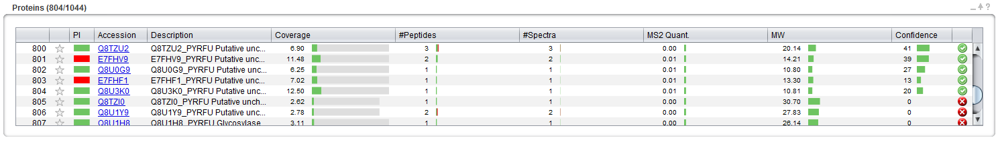 Proteins (804/1044)
PI Accession Description Coverage #Peptides #Spectra MS2 Quant. MW Confidence
800 Q8TZU2 Q8TZU2_PYRFU Putative unc... 6.90 3 3 0.00 20.14 41
801 E7FHV9 E7FHV9_PYRFU Putative unc... 11.48 2 2 0.01 14.21 39
802 Q8U0G9 Q8U0G9_PYRFU Putative unc... 6.25 1 1 0.01 10.80 27
803 E7FHF1 E7FHF1_PYRFU Putative unc... 7.02 1 1 0.01 13.30 13
804 Q8U3K0 Q8U3K0_PYRFU Putative unc... 12.50 1 1 0.01 10.81 20
805 Q8TZI0 Q8TZI0_PYRFU Putative unch... 2.62 1 1 0.00 30.70 0
806 Q8U1Y9 Q8U1Y9_PYRFU Putative unc... 2.78 2 2 0.00 27.83 0
807 Q8U1H8 Q8U1H8_PYRFU Glycosylase 3.11 1 1 0.00 26.14 0